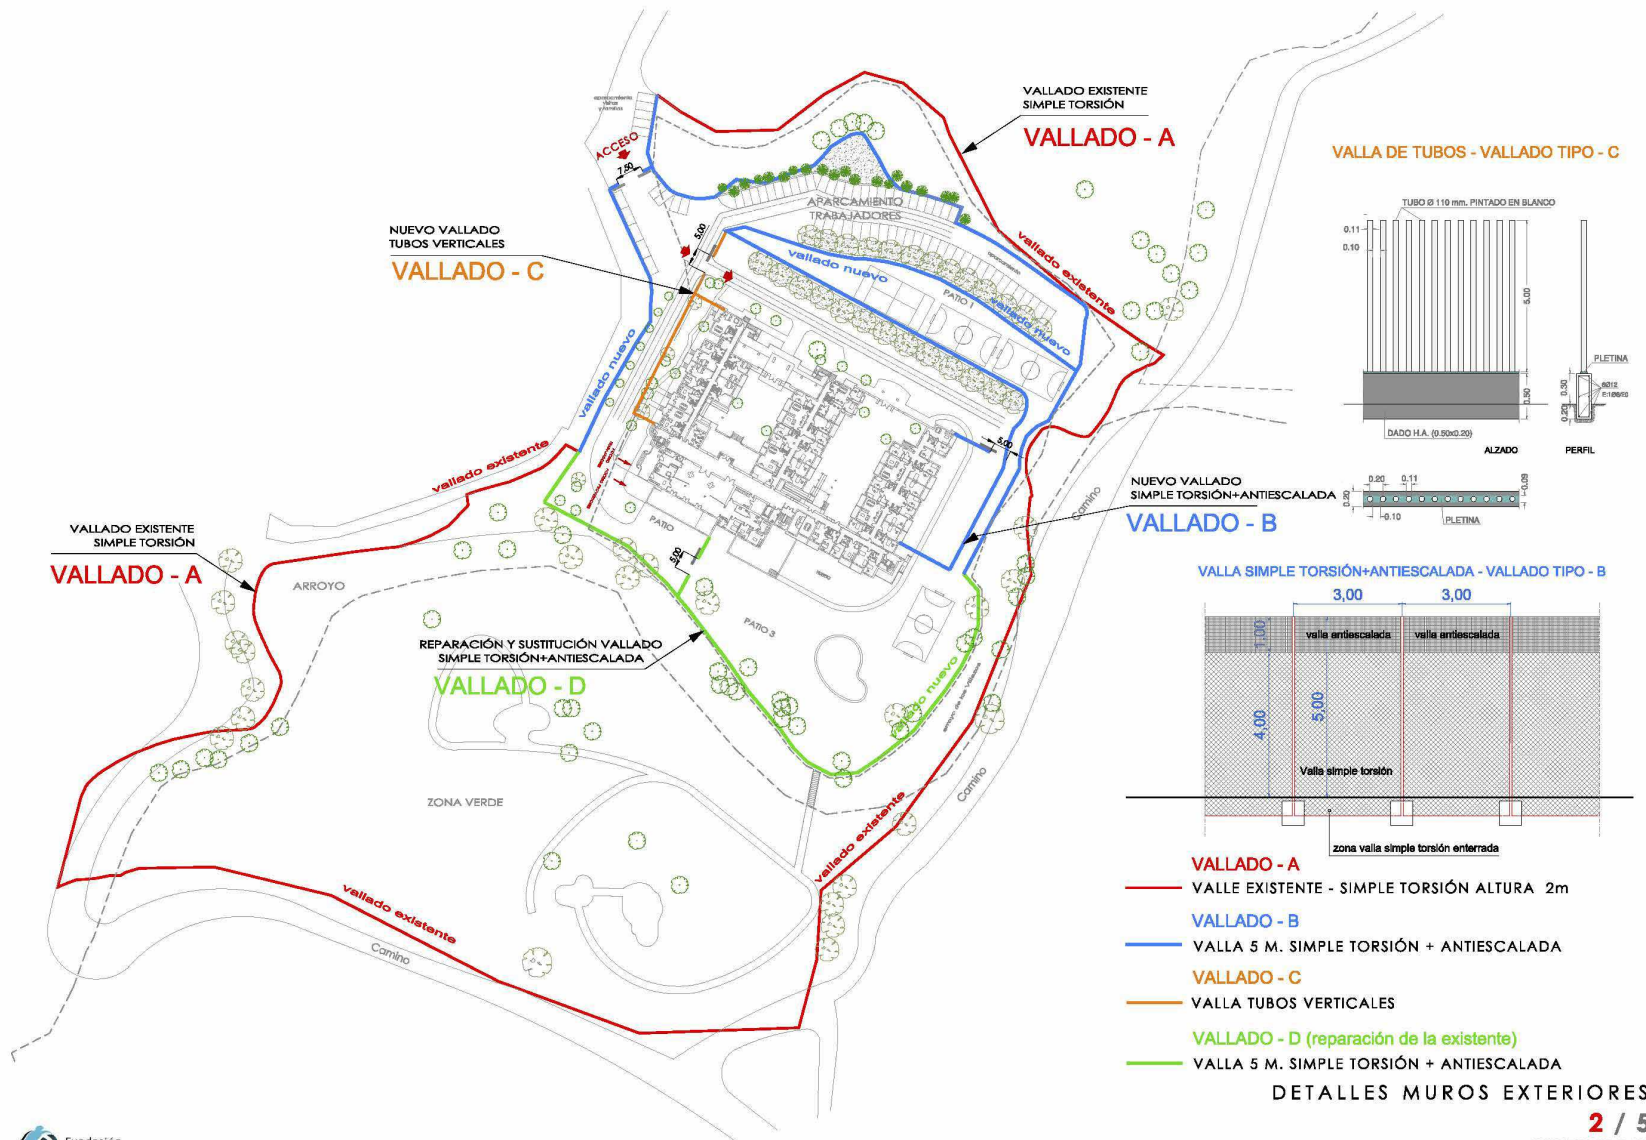 VALLADO EXISTENTE
SIMPLE TORSIÓN
VALLADO - A
ACCESO
7,50
NUEVO VALLADO
TUBOS VERTICALES
VALLADO - C
5.00
APARCAMIENTO
TRABAJADORES
vallado existente
vallado nuevo
aparcamiento
PATIO 1
vallado nuevo
vallado nuevo
vallado existente
VALLADO EXISTENTE
SIMPLE TORSIÓN
VALLADO - A
ARROYO
PATIO
5.00
5.00
Camino
NUEVO VALLADO
SIMPLE TORSIÓN+ANTIESCALADA
VALLADO - B
REPARACIÓN Y SUSTITUCIÓN VALLADO
SIMPLE TORSIÓN+ANTIESCALADA
VALLADO - D
PATIO 3
vallado nuevo
Camino
ZONA VERDE
vallado existente
vallado existente
Camino
VALLA DE TUBOS - VALLADO TIPO - C
TUBO Ø 110 mm. PINTADO EN BLANCO
0.11
0.10
5.00
PLETINA
0.50
0.30
0.20
DADO H.A. (0.50x0.20)
ALZADO
PERFIL
0.20
0.11
0.20
0.09
0.10
PLETINA
VALLA SIMPLE TORSIÓN+ANTIESCALADA - VALLADO TIPO - B
3,00
3,00
1.00
valla antiescalada
valla antiescalada
4.00
5.00
Valla simple torsión
zona valla simple torsión enterrada
VALLADO - A
VALLE EXISTENTE - SIMPLE TORSIÓN ALTURA 2m
VALLADO - B
VALLA 5 M. SIMPLE TORSIÓN + ANTIESCALADA
VALLADO - C
VALLA TUBOS VERTICALES
VALLADO - D (reparación de la existente)
VALLA 5 M. SIMPLE TORSIÓN + ANTIESCALADA
DETALLES MUROS EXTERIORES
2 / 5